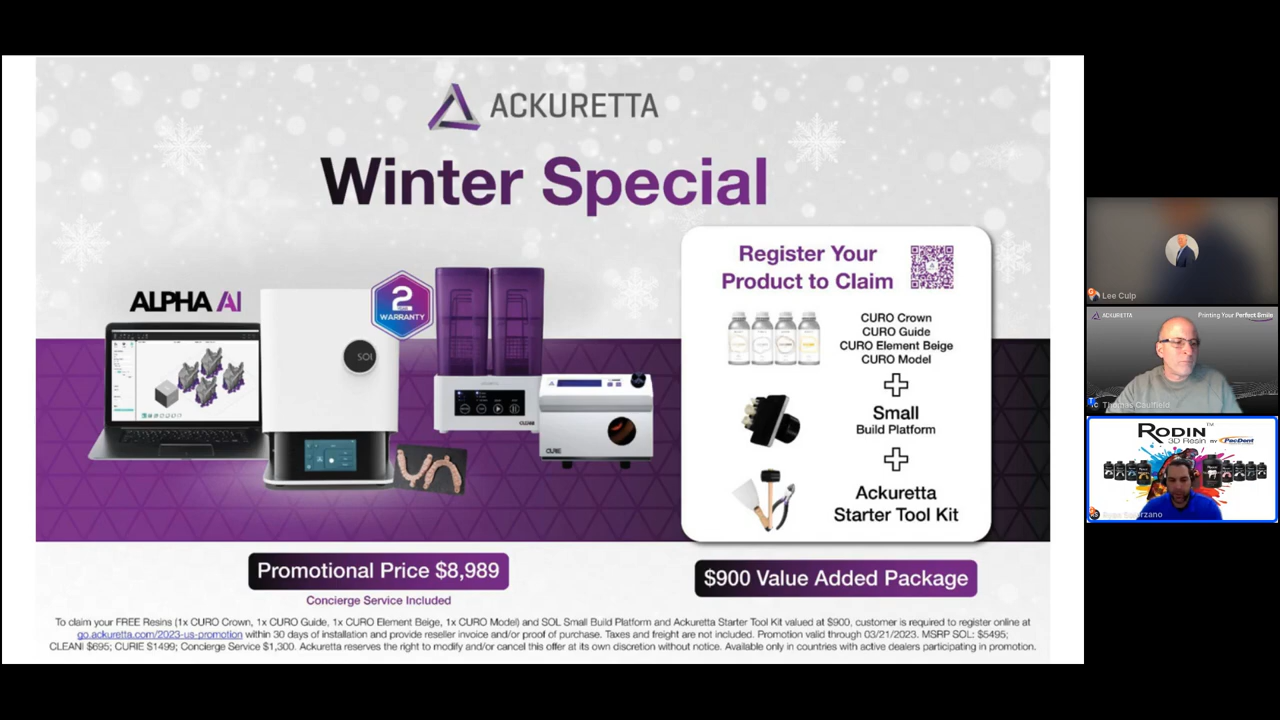 ACKURETTA
Winter Special
Register Your
Product to Claim
ALPHA AI
2
YEAR
WARRANTY
SOL
CURO Crown
CURO Guide
CURO Element Beige
CURO Model
Small
Build Platform
Ackuretta
Starter Tool Kit
CLEANI
CURIE
Promotional Price $8,989
Concierge Service Included
$900 Value Added Package
To claim your FREE Resins (1x CURO Crown, 1x CURO Guide, 1x CURO Element Beige, 1x CURO Model) and SOL Small Build Platform and Ackuretta Starter Tool Kit valued at $900, customer is required to register online at
go.ackuretta.com/2023-us-promotion within 30 days of installation and provide reseller invoice and/or proof of purchase. Taxes and freight are not included. Promotion valid through 03/21/2023. MSRP SOL: $5495;
CLEANI $695; CURIE $1499; Concierge Service $1,300. Ackuretta reserves the right to modify and/or cancel this offer at its own discretion without notice. Available only in countries with active dealers participating in promotion.
Lee Culp
ACKURETTA
Printing Your Perfect Smile
Thomas Caulfield
RODIN™
3D Resin BY PacDent